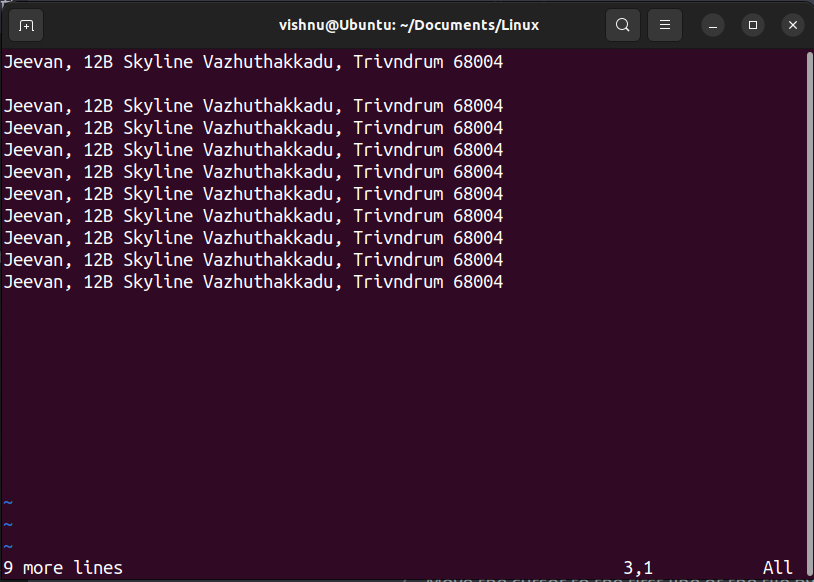 vishnu@Ubuntu: ~/Documents/Linux
Jeevan, 12B Skyline Vazhuthakkadu, Trivndrum 68004
Jeevan, 12B Skyline Vazhuthakkadu, Trivndrum 68004
Jeevan, 12B Skyline Vazhuthakkadu, Trivndrum 68004
Jeevan, 12B Skyline Vazhuthakkadu, Trivndrum 68004
Jeevan, 12B Skyline Vazhuthakkadu, Trivndrum 68004
Jeevan, 12B Skyline Vazhuthakkadu, Trivndrum 68004
Jeevan, 12B Skyline Vazhuthakkadu, Trivndrum 68004
Jeevan, 12B Skyline Vazhuthakkadu, Trivndrum 68004
Jeevan, 12B Skyline Vazhuthakkadu, Trivndrum 68004
Jeevan, 12B Skyline Vazhuthakkadu, Trivndrum 68004
~
~
~
9 more lines 3,1 All